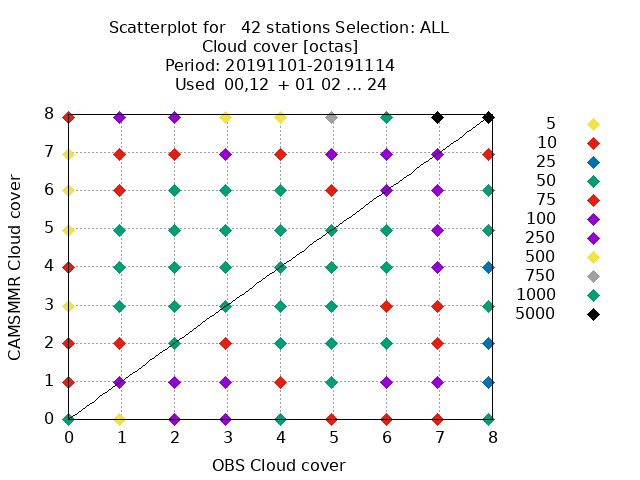 Scatterplot for   42 stations Selection: ALL
Cloud cover [octas]
Period: 20191101-20191114
Used  00,12  + 01 02 ... 24
8
7
6
5
4
3
2
1
0
CAMSMMR Cloud cover
0 1 2 3 4 5 6 7 8
OBS Cloud cover
5
10
25
50
75
100
250
500
750
1000
5000